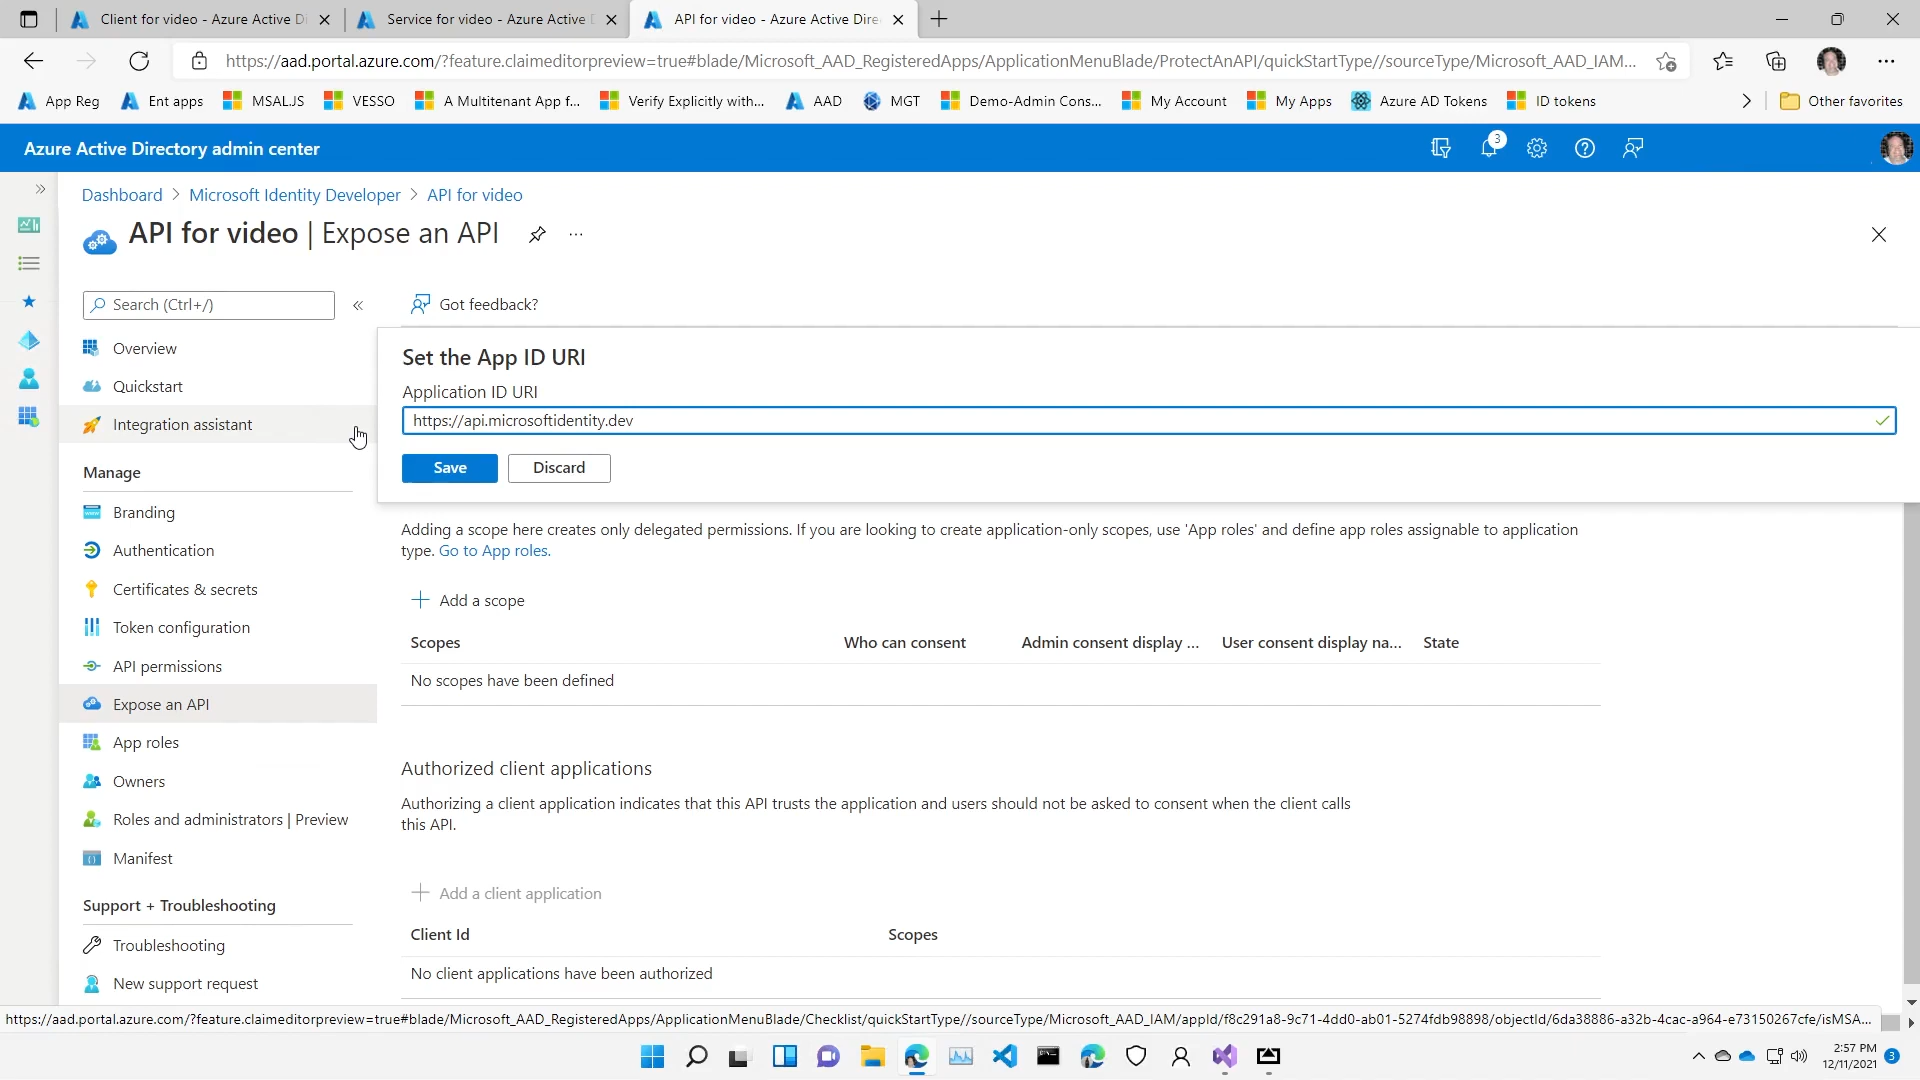 Client for video - Azure Active Di
Service for video - Azure Active D
API for video - Azure Active Dire
https://aad.portal.azure.com/?feature.claimeditorpreview=true#blade/Microsoft_AAD_RegisteredApps/ApplicationMenuBlade/ProtectAnAPI/quickStartType//sourceType/Microsoft_AAD_IAM...
App Reg
Ent apps
MSALJS
VESSO
A Multitenant App f...
Verify Explicitly with...
AAD
MGT
Demo-Admin Cons...
My Account
My Apps
Azure AD Tokens
ID tokens
Other favorites
Azure Active Directory admin center
3
Dashboard > Microsoft Identity Developer > API for video
API for video | Expose an API
Search (Ctrl+/)
Got feedback?
Overview
Quickstart
Integration assistant
Manage
Branding
Authentication
Certificates & secrets
Token configuration
API permissions
Expose an API
App roles
Owners
Roles and administrators | Preview
Manifest
Support + Troubleshooting
Troubleshooting
New support request
Set the App ID URI
Application ID URI
https://api.microsoftidentity.dev
Save
Discard
Adding a scope here creates only delegated permissions. If you are looking to create application-only scopes, use 'App roles' and define app roles assignable to application
type. Go to App roles.
Add a scope
Scopes
Who can consent
Admin consent display ...
User consent display na...
State
No scopes have been defined
Authorized client applications
Authorizing a client application indicates that this API trusts the application and users should not be asked to consent when the client calls
this API.
Add a client application
Client Id
Scopes
No client applications have been authorized
https://aad.portal.azure.com/?feature.claimeditorpreview=true#blade/Microsoft_AAD_RegisteredApps/ApplicationMenuBlade/Checklist/quickStartType//sourceType/Microsoft_AAD_IAM/appId/f8c291a8-9c71-4dd0-ab01-5274fdb98898/objectId/6da38886-a32b-4cac-a964-e73150267cfe/isMSA...
2:57 PM
12/11/2021
3